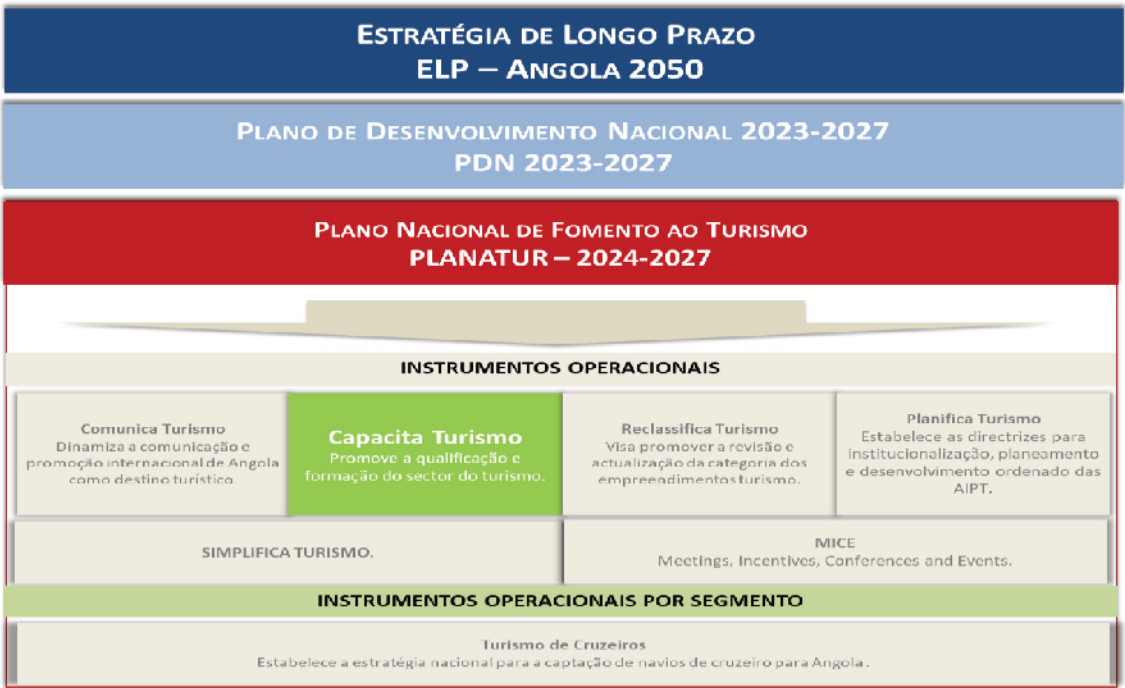 ESTRATÉGIA DE LONGO PRAZO
ELP – ANGOLA 2050
PLANO DE DESENVOLVIMENTO NACIONAL 2023-2027
PDN 2023-2027
PLANO NACIONAL DE FOMENTO AO TURISMO
PLANATUR – 2024-2027
INSTRUMENTOS OPERACIONAIS
Comunica Turismo
Dinamiza a comunicação e
promoção internacional de Angola
como destino turístico.
Capacita Turismo
Promove a qualificação e
formação do sector do turismo.
Reclassifica Turismo
Visa promover a revisão e
actualização da categoria dos
empreendimentos turismo.
Planifica Turismo
Estabelece as directrizes para
institucionalização, planeamento
e desenvolvimento ordenado das
AIPT.
SIMPLIFICA TURISMO.
MICE
Meetings, Incentives, Conferences and Events.
INSTRUMENTOS OPERACIONAIS POR SEGMENTO
Turismo de Cruzeiros
Estabelece a estratégia nacional para a captação de navios de cruzeiro para Angola.